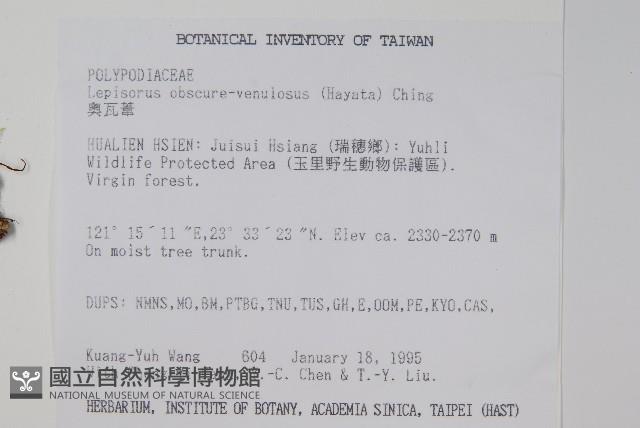 BOTANICAL INVENTORY OF TAIWAN
POLYPODIACEAE
Lepisorus obscure-venulosus (Hayata) Ching
奧瓦葦
HUALIEN HSIEN: Juisui Hsiang (瑞穗鄉): Yuhli
Wildlife Protected Area (玉里野生動物保護區).
Virgin forest.
121° 15´11 ″E,23° 33´23 ″N. Elev ca. 2330-2370 m
On moist tree trunk.
DUPS: NMNS,MO,BM,PTBG,TNU,TUS,GH,E,OOM,PE,KYO,CAS,
Kuang-Yuh Wang 604 January 18, 1995
-C. Chen & T.-Y. Liu.
國立自然科學博物館
NATIONAL MUSEUM OF NATURAL SCIENCE
HERBARIUM, INSTITUTE OF BOTANY, ACADEMIA SINICA, TAIPEI (HAST)